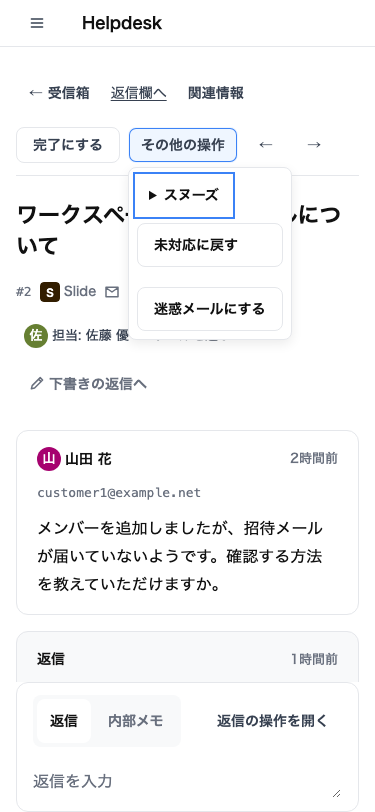 Helpdesk
← 受信箱 返信欄へ 関連情報
完了にする その他の操作 ← →
▶ スヌーズ
未対応に戻す
迷惑メールにする
ワークスペー
ルにつ
いて
#2 S Slide
佐 担当: 佐藤 優
下書きの返信へ
山 山田 花 2時間前
customer1@example.net
メンバーを追加しましたが、招待メール
が届いていないようです。確認する方法
を教えていただけますか。
返信 1時間前
返信 内部メモ 返信の操作を開く
返信を入力